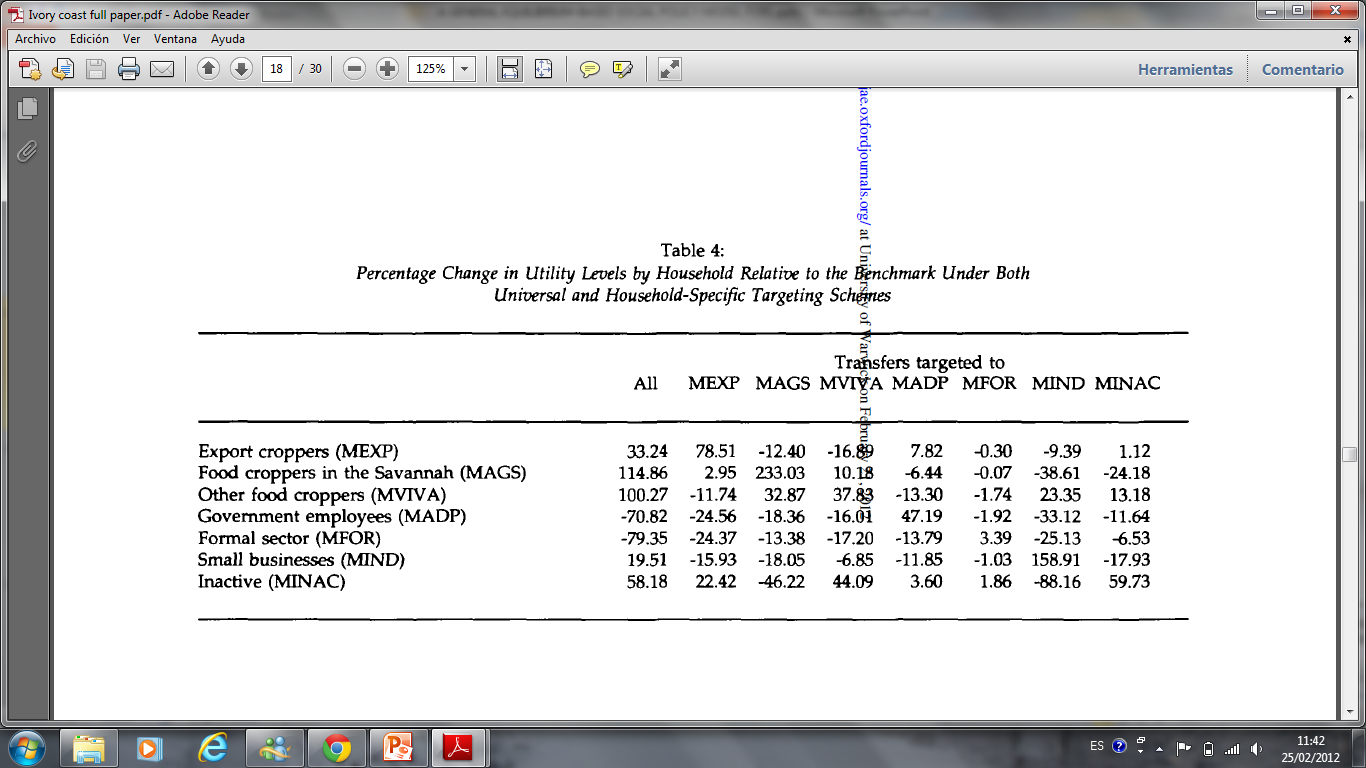 Ivory coast full paper.pdf - Adobe Reader
Archivo Edición Ver Ventana Ayuda
18 / 30 125% Herramientas Comentario
jae.oxfordjournals.org/ at University of Warwick on February
Table 4:
Percentage Change in Utility Levels by Household Relative to the Benchmark Under Both
Universal and Household-Specific Targeting Schemes
Transfers targeted to
All MEXP MAGS MVIVA MADP MFOR MIND MINAC
Export croppers (MEXP) 33.24 78.51 -12.40 -16.89 7.82 -0.30 -9.39 1.12
Food croppers in the Savannah (MAGS) 114.86 2.95 233.03 10.18 -6.44 -0.07 -38.61 -24.18
Other food croppers (MVIVA) 100.27 -11.74 32.87 37.83 -13.30 -1.74 23.35 13.18
Government employees (MADP) -70.82 -24.56 -18.36 -16.01 47.19 -1.92 -33.12 -11.64
Formal sector (MFOR) -79.35 -24.37 -13.38 -17.20 -13.79 3.39 -25.13 -6.53
Small businesses (MIND) 19.51 -15.93 -18.05 -6.85 -11.85 -1.03 158.91 -17.93
Inactive (MINAC) 58.18 22.42 -46.22 44.09 3.60 1.86 -88.16 59.73
ES
11:42
25/02/2012